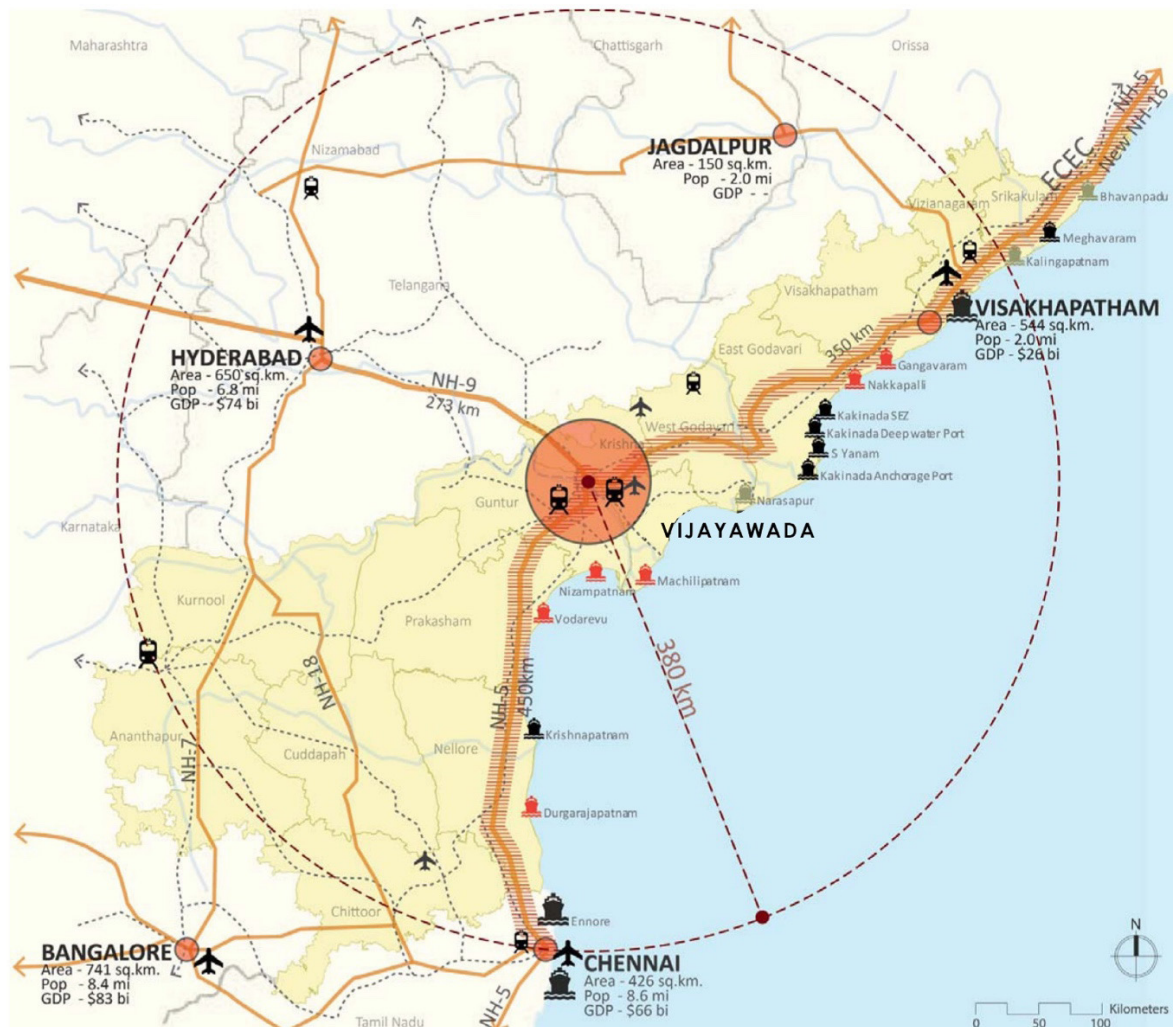 Maharashtra
Chattisgarh
Orissa
Nizamabad
JAGDALPUR
Area - 150 sq.km.
Pop - 2.0 mi
GDP - -
NH-5
New NH-16
ECEC
Vizianagaram
Srikakulam
Bhavanpadu
Meghavaram
Kalingapatnam
Telangana
Visakhapatham
VISAKHAPATHAM
Area - 544 sq.km.
Pop - 2.0 mi
GDP - $26 bi
350 km
East Godavari
Gangavaram
Nakkapalli
HYDERABAD
Area - 650 sq.km.
Pop - 6.8 mi
GDP - $74 bi
NH-9
273 km
Kakinada SEZ
Kakinada Deep water Port
S Yanam
Kakinada Anchorage Port
West Godavari
Krishna
Guntur
Narasapur
Karnataka
VIJAYAWADA
Nizampatnam
Machilipatnam
Vodarevu
Kurnool
Prakasham
380 km
NH-18
NH-5
450km
Krishnapatnam
Ananthapur
Cuddapah
Nellore
NH-7
Durgarajapatnam
Chittoor
Ennore
BANGALORE
Area - 741 sq.km.
Pop - 8.4 mi
GDP - $83 bi
CHENNAI
Area - 426 sq.km.
Pop - 8.6 mi
GDP - $66 bi
NH-5
Tamil Nadu
N
Kilometers
0 50 100